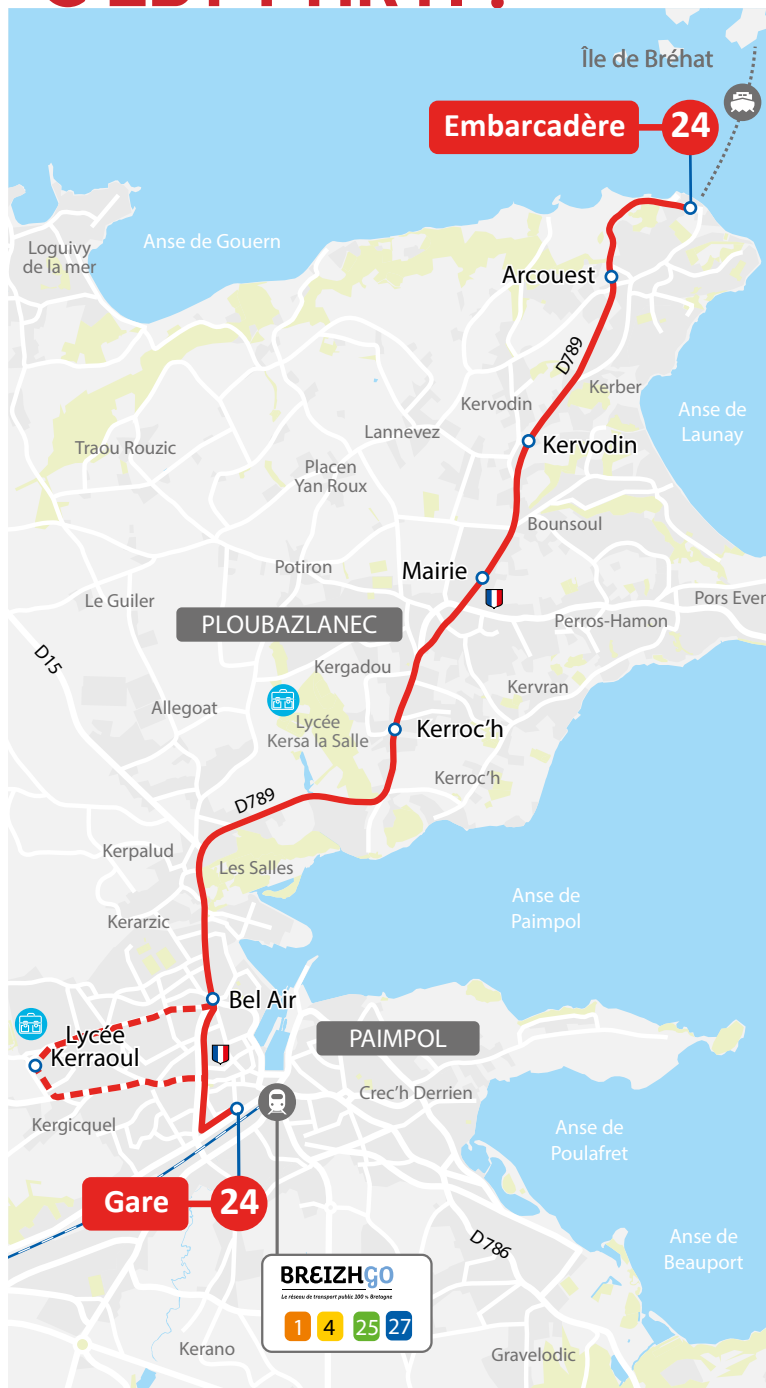 Île de Bréhat
Embarcadère
24
Loguivy
de la mer
Anse de Gouern
Arcouest
D789
Kerber
Kervodin
Anse de
Launay
Lannevez
Kervodin
Traou Rouzic
Placen
Yan Roux
Bounsoul
Potiron
Mairie
Le Guiler
Pors Even
PLOUBAZLANEC
Perros-Hamon
D15
Kergadou
Kervran
Allegoat
Lycée
Kersa la Salle
Kerroc'h
Kerroc'h
D789
Kerpalud
Les Salles
Anse de
Paimpol
Kerarzic
Bel Air
Lycée
Kerraoul
PAIMPOL
Crec'h Derrien
Kergicquel
Anse de
Poulafret
Gare
24
D786
Anse de
Beauport
BREIZHGO
Le réseau de transport public 100 % Bretagne
1 4 25 27
Kerano
Gravelodic